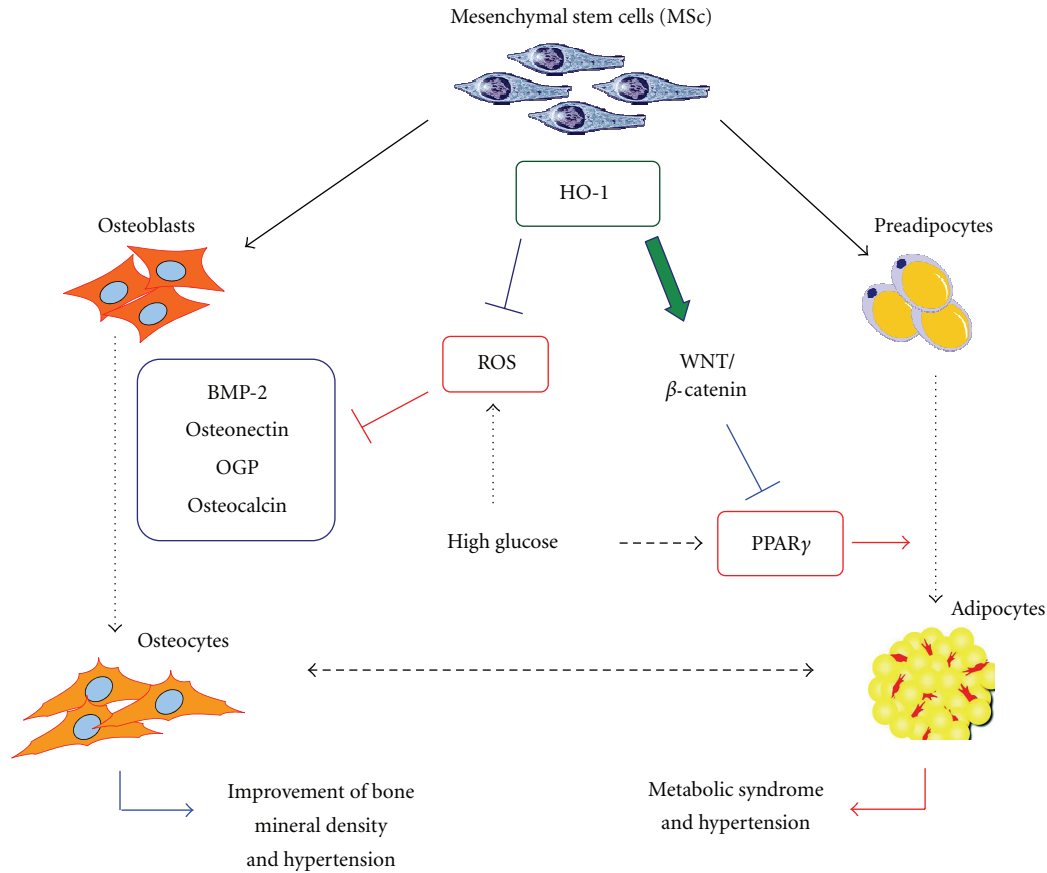 Mesenchymal stem cells (MSc)
HO-1
Osteoblasts
Preadipocytes
ROS
WNT/
β-catenin
BMP-2
Osteonectin
OGP
Osteocalcin
High glucose
PPARγ
Adipocytes
Osteocytes
Improvement of bone
mineral density
and hypertension
Metabolic syndrome
and hypertension